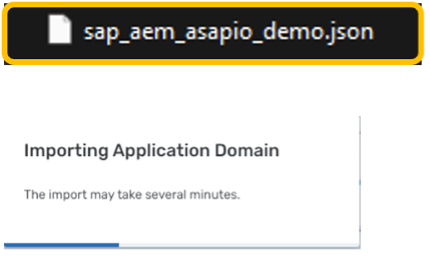 sap_aem_asapio_demo.json
Importing Application Domain
The import may take several minutes.